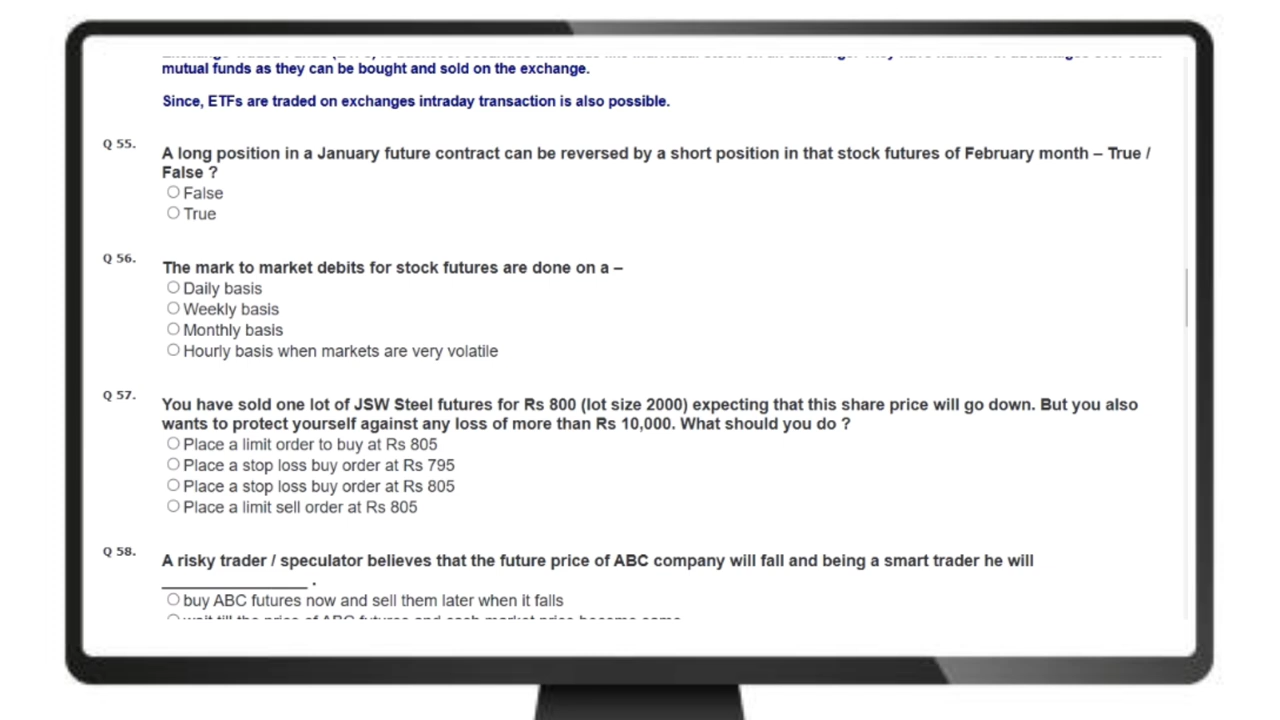 mutual funds as they can be bought and sold on the exchange.
Since, ETFs are traded on exchanges intraday transaction is also possible.
Q 55.
A long position in a January future contract can be reversed by a short position in that stock futures of February month – True /
False ?
False
True
Q 56.
The mark to market debits for stock futures are done on a –
Daily basis
Weekly basis
Monthly basis
Hourly basis when markets are very volatile
Q 57.
You have sold one lot of JSW Steel futures for Rs 800 (lot size 2000) expecting that this share price will go down. But you also
wants to protect yourself against any loss of more than Rs 10,000. What should you do ?
Place a limit order to buy at Rs 805
Place a stop loss buy order at Rs 795
Place a stop loss buy order at Rs 805
Place a limit sell order at Rs 805
Q 58.
A risky trader / speculator believes that the future price of ABC company will fall and being a smart trader he will
________________ .
buy ABC futures now and sell them later when it falls